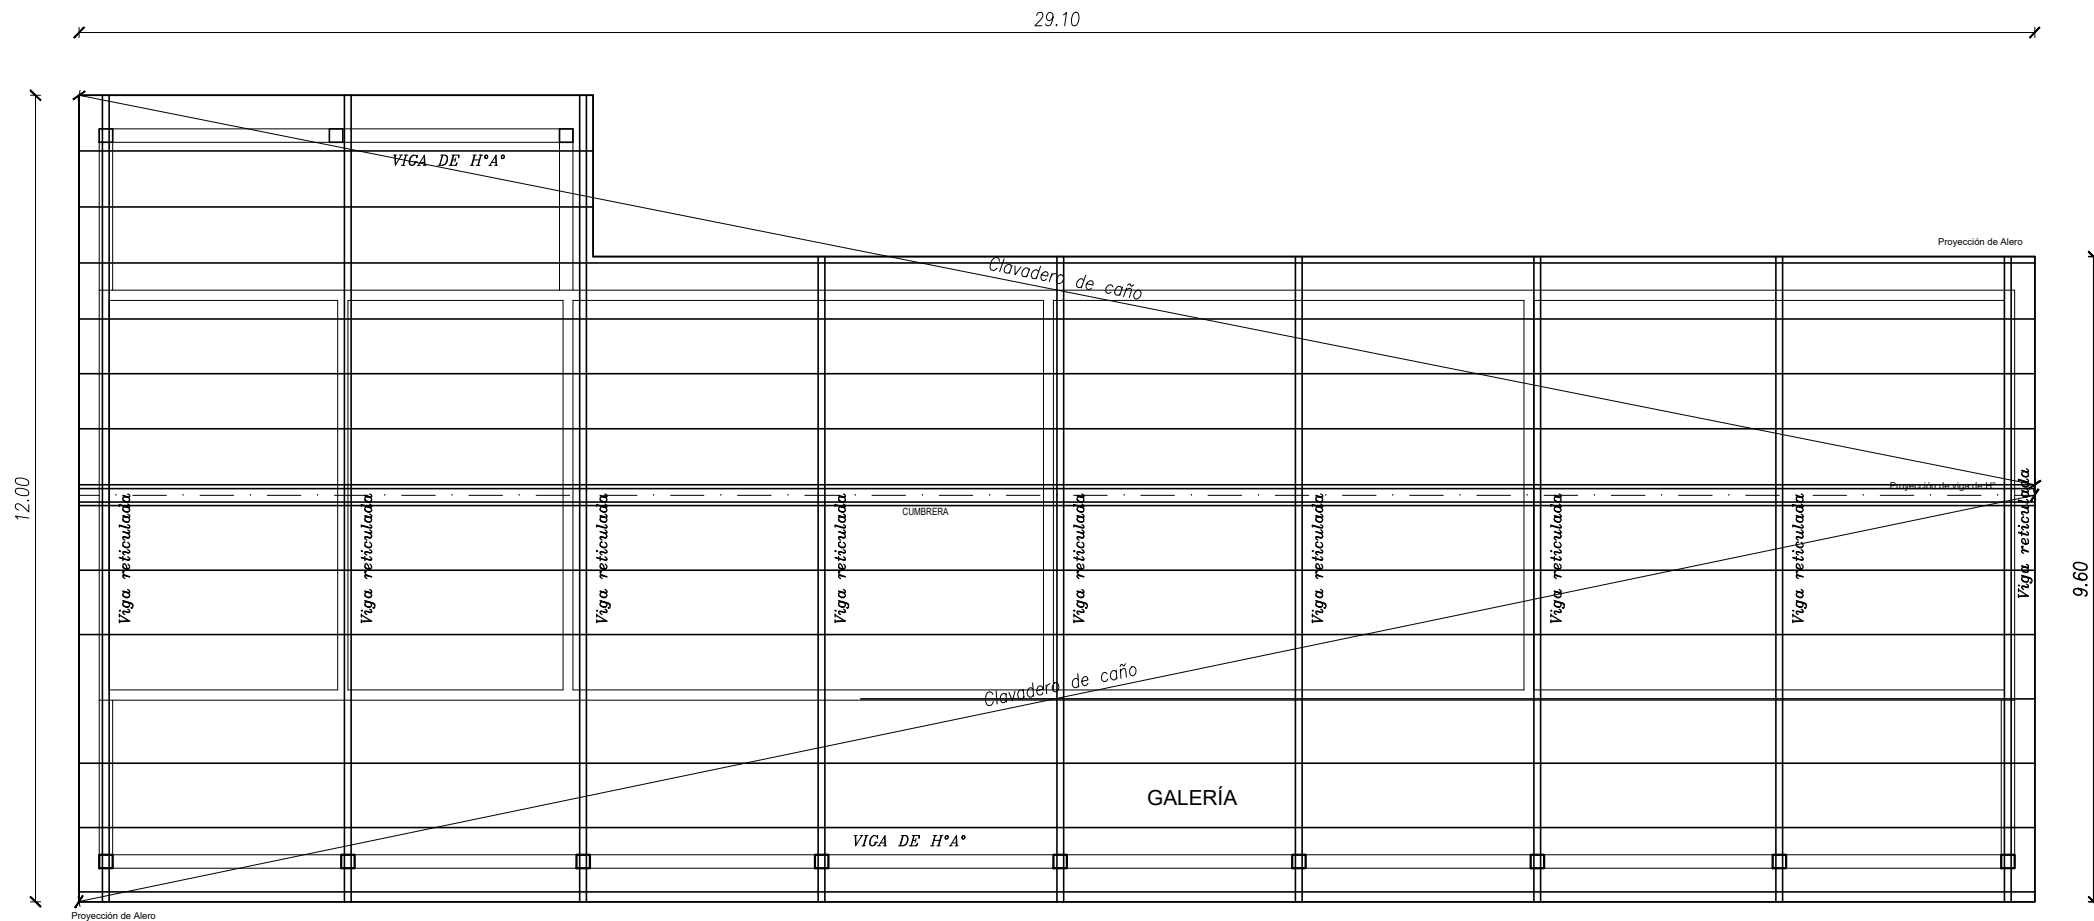 29.10
VIGA DE H°A°
Proyección de Alero
Clavadero de caño
12.00
Viga reticulada
Viga reticulada
Viga reticulada
Viga reticulada
Viga reticulada
Viga reticulada
Viga reticulada
Viga reticulada
Viga reticulada
Proyección de viga de H°
CUMBRERA
9.60
Clavadero de caño
GALERÍA
VIGA DE H°A°
Proyección de Alero